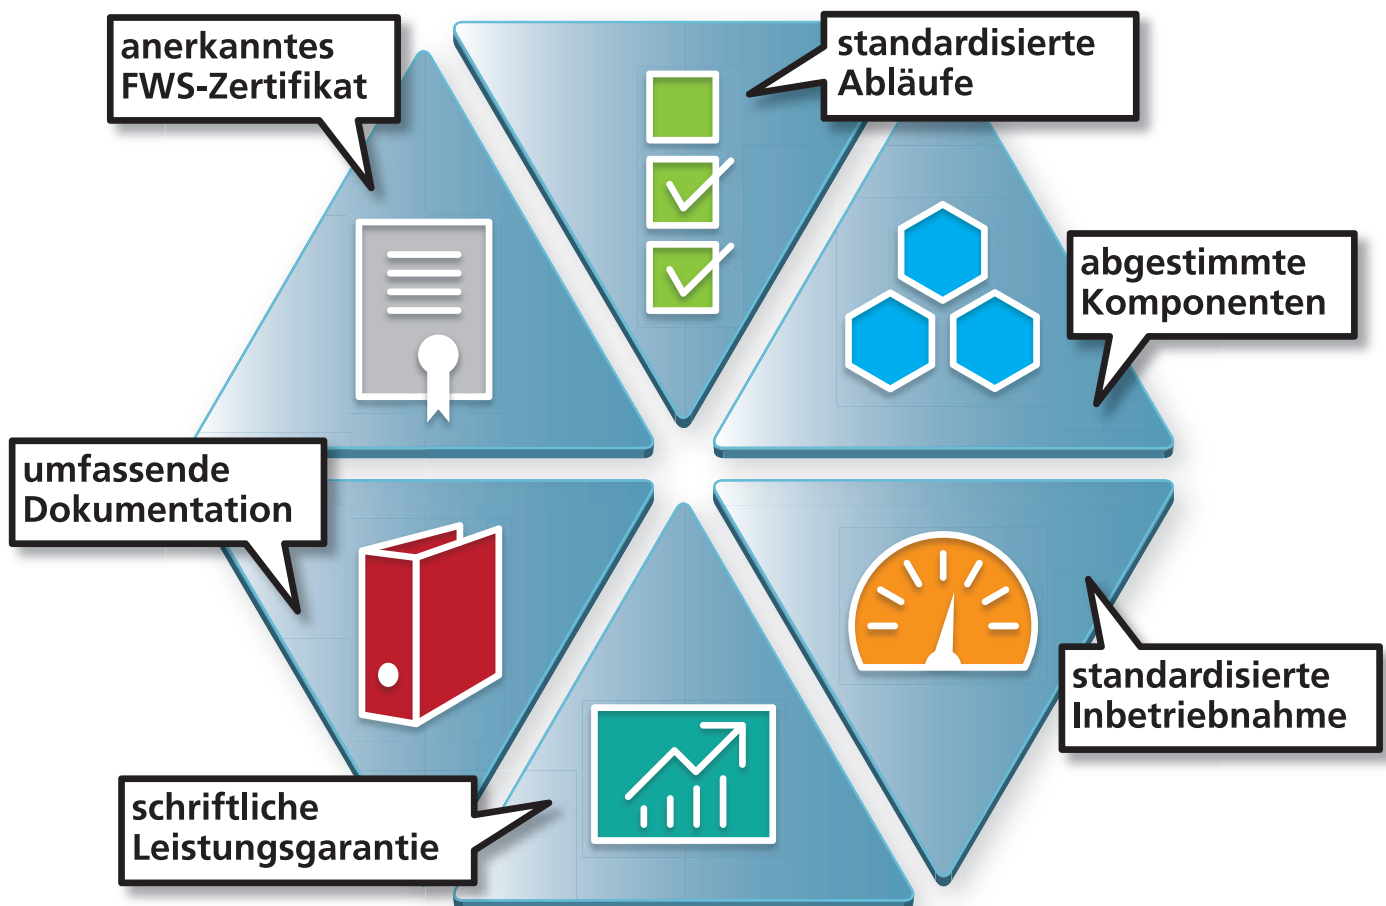 anerkanntes
FWS-Zertifikat
standardisierte
Abläufe
abgestimmte
Komponenten
umfassende
Dokumentation
standardisierte
Inbetriebnahme
schriftliche
Leistungsgarantie